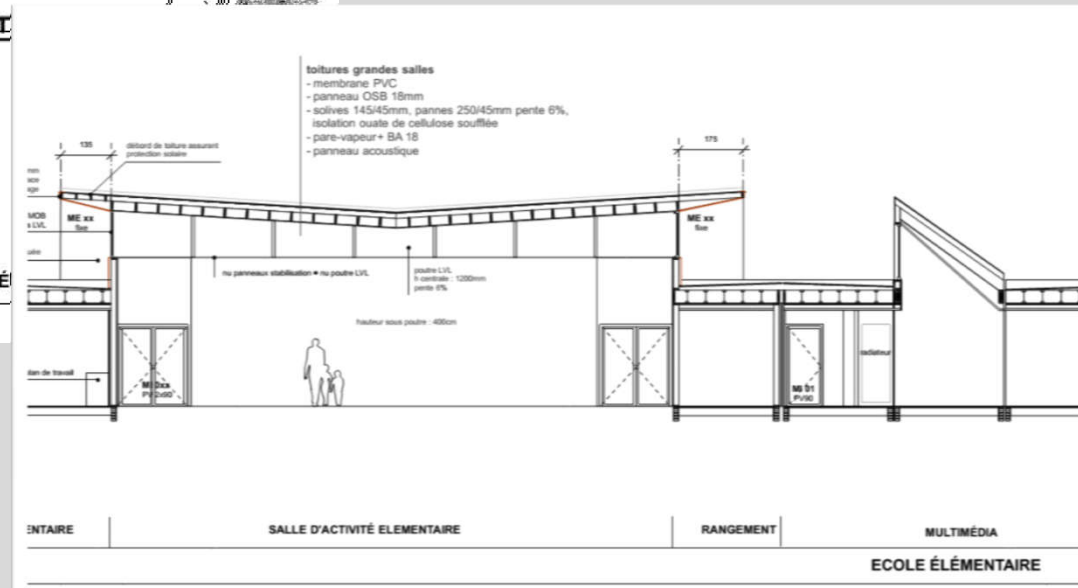 toitures grandes salles
- membrane PVC
- panneau OSB 18mm
- solives 145/45mm, pannes 250/45mm pente 6%,
isolation ouate de cellulose soufflée
- pare-vapeur+ BA 18
- panneau acoustique
135
débord de toiture assurant
protection solaire
175
MOB
LVL
ME xx
fixe
ME xx
fixe
nu panneaux stabilisation = nu poutre LVL
poutre LVL
h centrale : 1200mm
pente 6%
hauteur sous poutre : 400cm
radiateur
plan de travail
MI 01
PV90
ENTAIRE
SALLE D'ACTIVITÉ ELEMENTAIRE
RANGEMENT
MULTIMÉDIA
ECOLE ÉLÉMENTAIRE